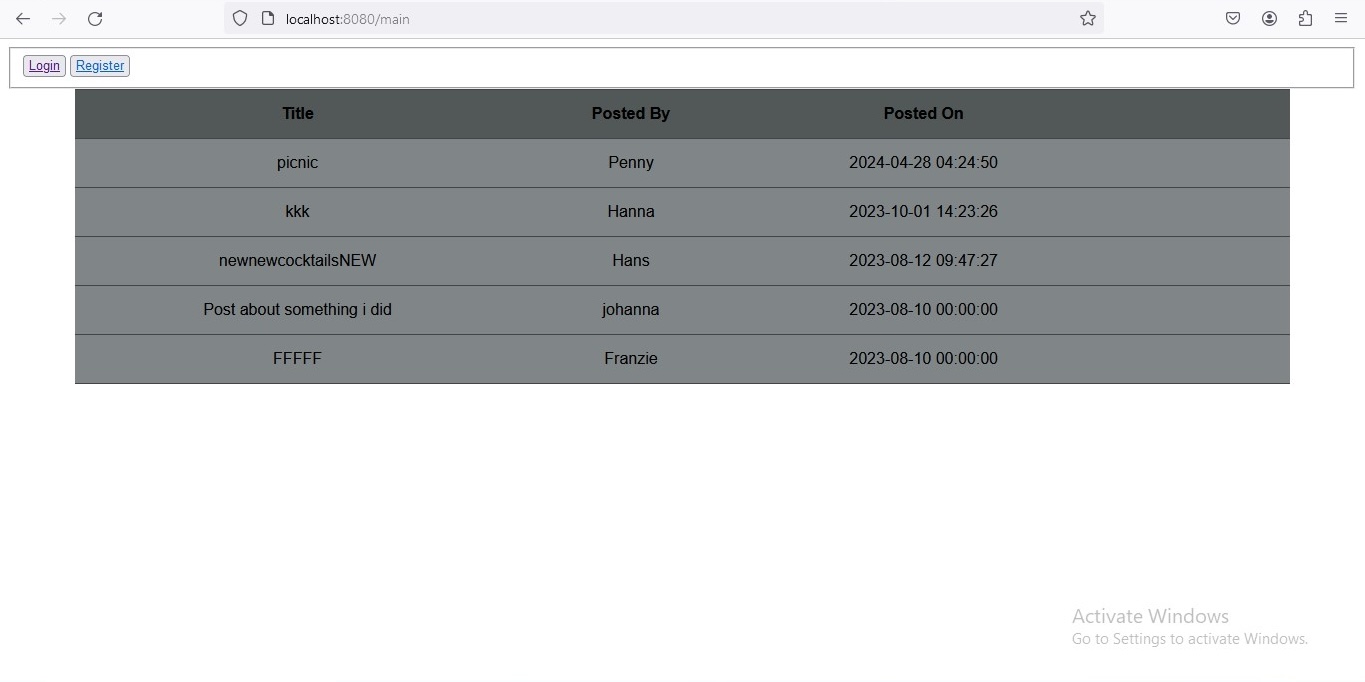 localhost:8080/main
Login Register
Title Posted By Posted On
picnic Penny 2024-04-28 04:24:50
kkk Hanna 2023-10-01 14:23:26
newnewcocktailsNEW Hans 2023-08-12 09:47:27
Post about something i did johanna 2023-08-10 00:00:00
FFFFF Franzie 2023-08-10 00:00:00
Activate Windows
Go to Settings to activate Windows.